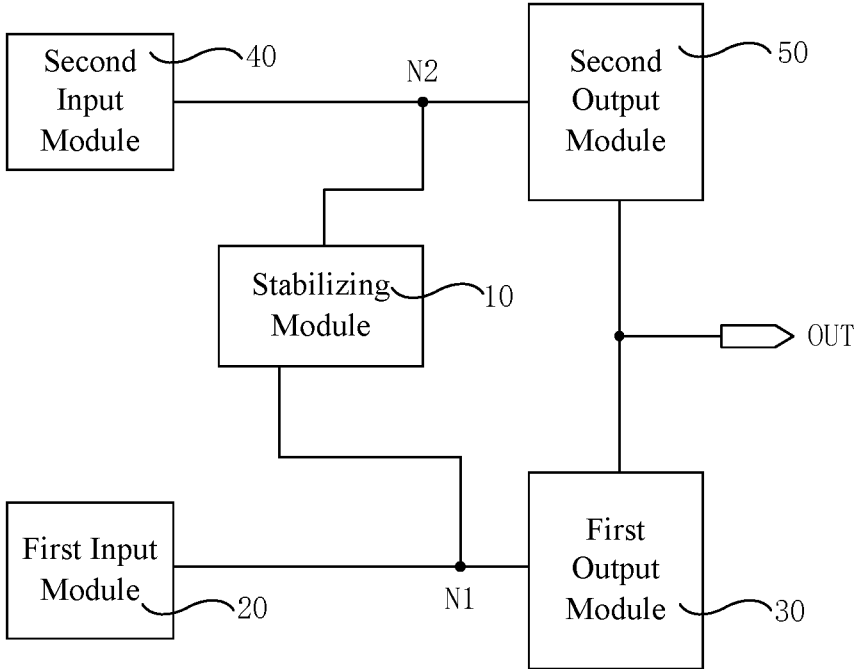 Second
Input
Module
40
N2
Second
Output
Module
50
Stabilizing
Module
10
OUT
First Input
Module
20
N1
First
Output
Module
30